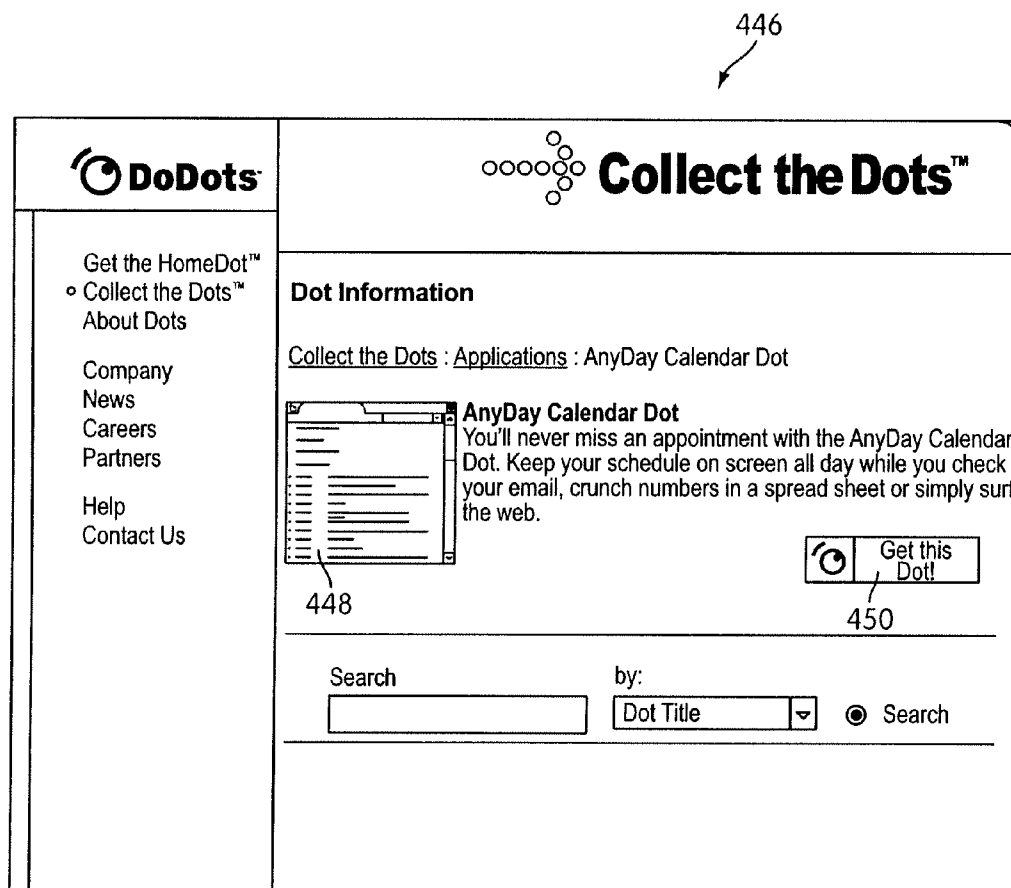 446
DoDots
Collect the Dots™
Get the HomeDot™
Collect the Dots™
About Dots
Company
News
Careers
Partners
Help
Contact Us
Dot Information
Collect the Dots : Applications : AnyDay Calendar Dot
AnyDay Calendar Dot
You'll never miss an appointment with the AnyDay Calendar
Dot. Keep your schedule on screen all day while you check
your email, crunch numbers in a spread sheet or simply surf
the web.
Get this
Dot!
448
450
Search by:
Dot Title Search